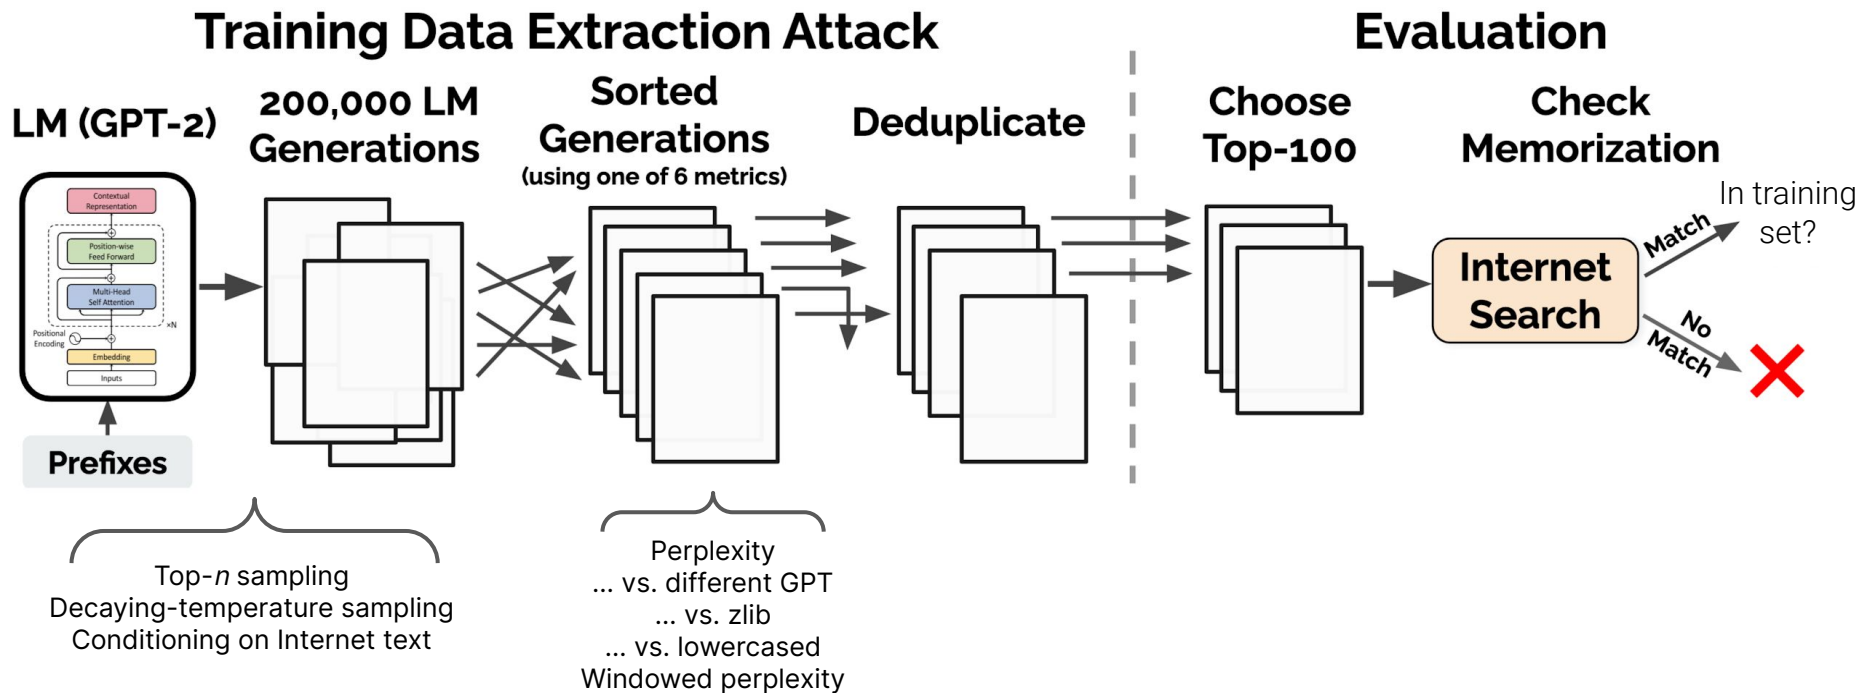 Training Data Extraction Attack
Evaluation
LM (GPT-2)
200,000 LM
Generations
Sorted
Generations
(using one of 6 metrics)
Deduplicate
Choose
Top-100
Check
Memorization
Contextual
Representation
Position-wise
Feed Forward
Multi-Head
Self Attention
×N
Positional
Encoding
Embedding
Inputs
Prefixes
Internet
Search
Match
In training
set?
No
Match
Top-n sampling
Decaying-temperature sampling
Conditioning on Internet text
Perplexity
... vs. different GPT
... vs. zlib
... vs. lowercased
Windowed perplexity